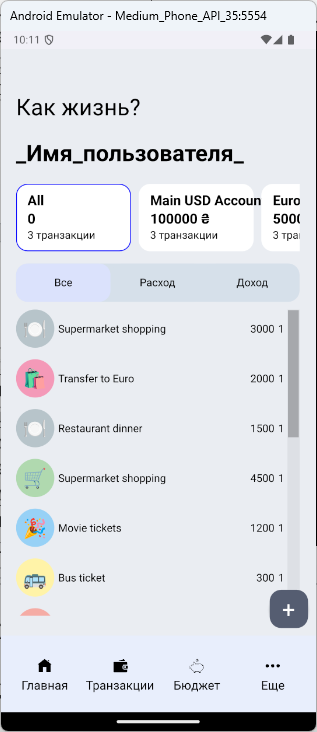 Android Emulator - Medium_Phone_API_35:5554
10:11
Как жизнь?
_Имя_пользователя_
All
0
3 транзакции
Main USD Accoun
100000 ₴
3 транзакции
Euro
5000
3 тран
Все Расход Доход
Supermarket shopping 3000 1
Transfer to Euro 2000 1
Restaurant dinner 1500 1
Supermarket shopping 4500 1
Movie tickets 1200 1
Bus ticket 300 1
+
Главная Транзакции Бюджет Еще